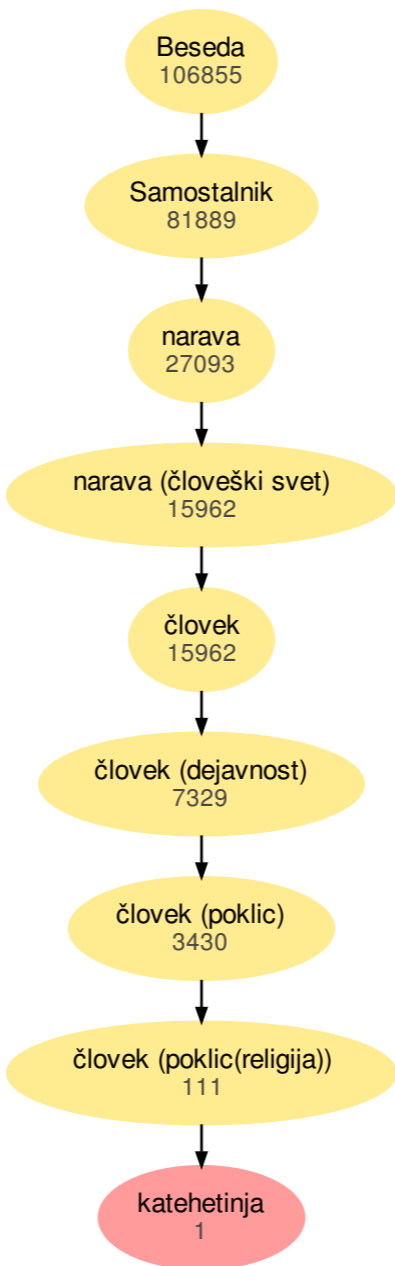 Beseda
106855
Samostalnik
81889
narava
27093
narava (človeški svet)
15962
človek
15962
človek (dejavnost)
7329
človek (poklic)
3430
človek (poklic(religija))
111
katehetinja
1